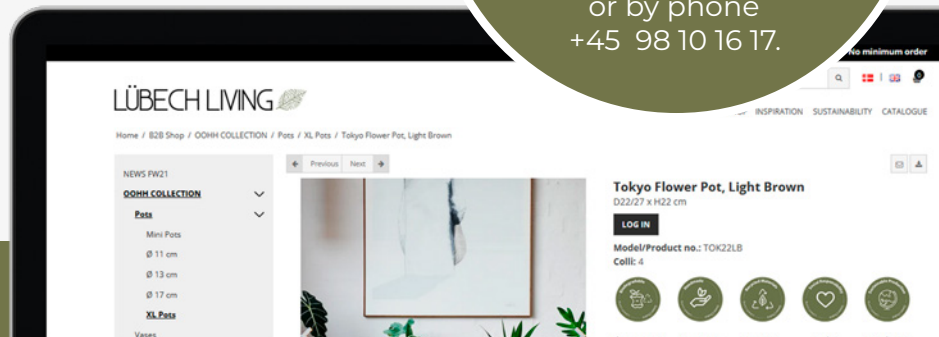 or by phone
+45 98 10 16 17.
No minimum order
LÜBECH LIVING
INSPIRATION SUSTAINABILITY CATALOGUE
Home / B2B Shop / OOHH COLLECTION / Pots / XL Pots / Tokyo Flower Pot, Light Brown
Previous Next
NEWS FW21
OOHH COLLECTION
Pots
Mini Pots
Ø 11 cm
Ø 13 cm
Ø 17 cm
XL Pots
Vases
Tokyo Flower Pot, Light Brown
D22/27 x H22 cm
LOG IN
Model/Product no.: TOK22LB
Colli: 4